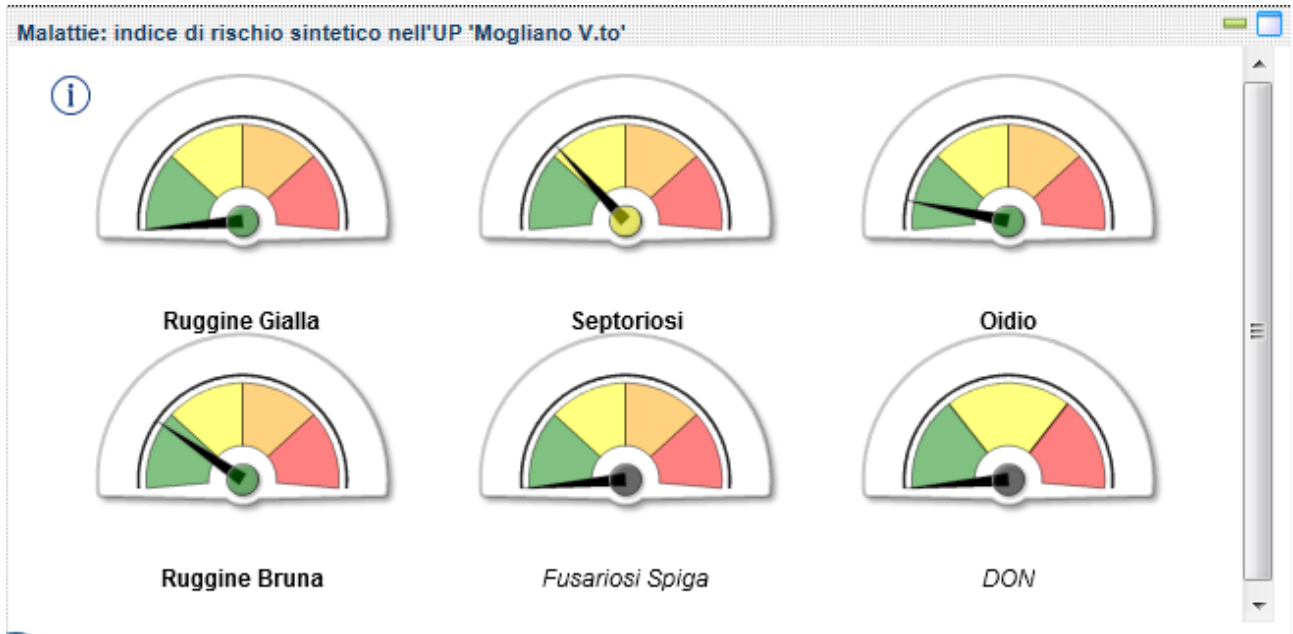 Malattie: indice di rischio sintetico nell'UP 'Mogliano V.to'
i
Ruggine Gialla
Septoriosi
Oidio
Ruggine Bruna
Fusariosi Spiga
DON